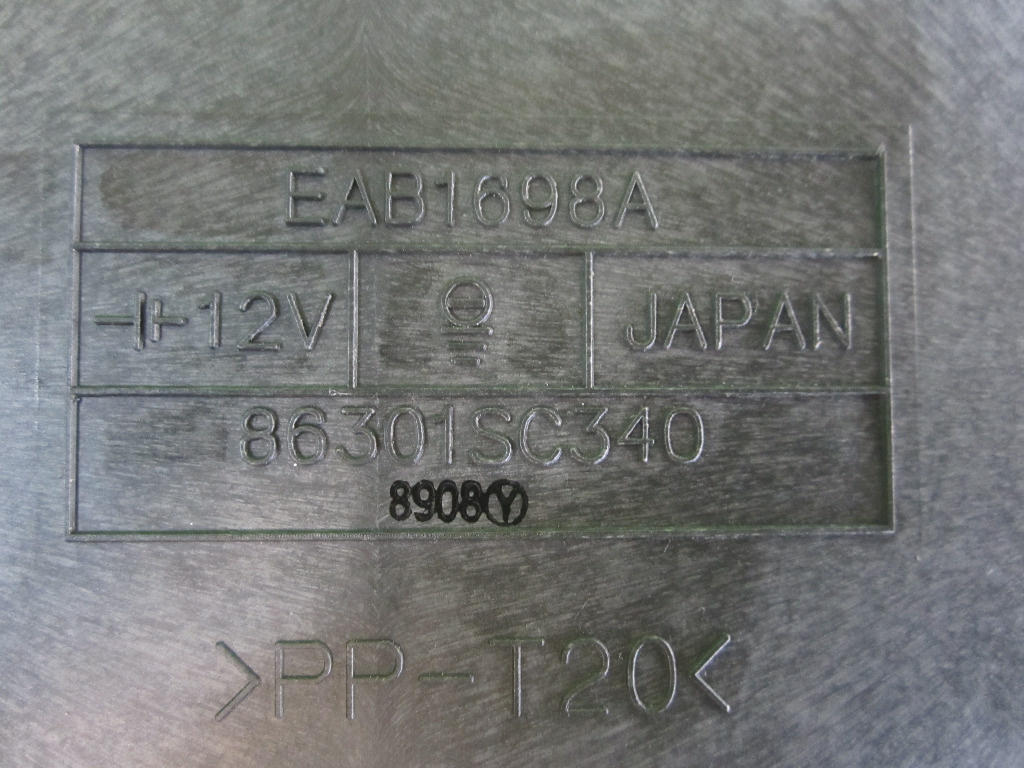 EAB1698A
12V JAPAN
86301SC340
8908Ⓨ
>PP-T20<